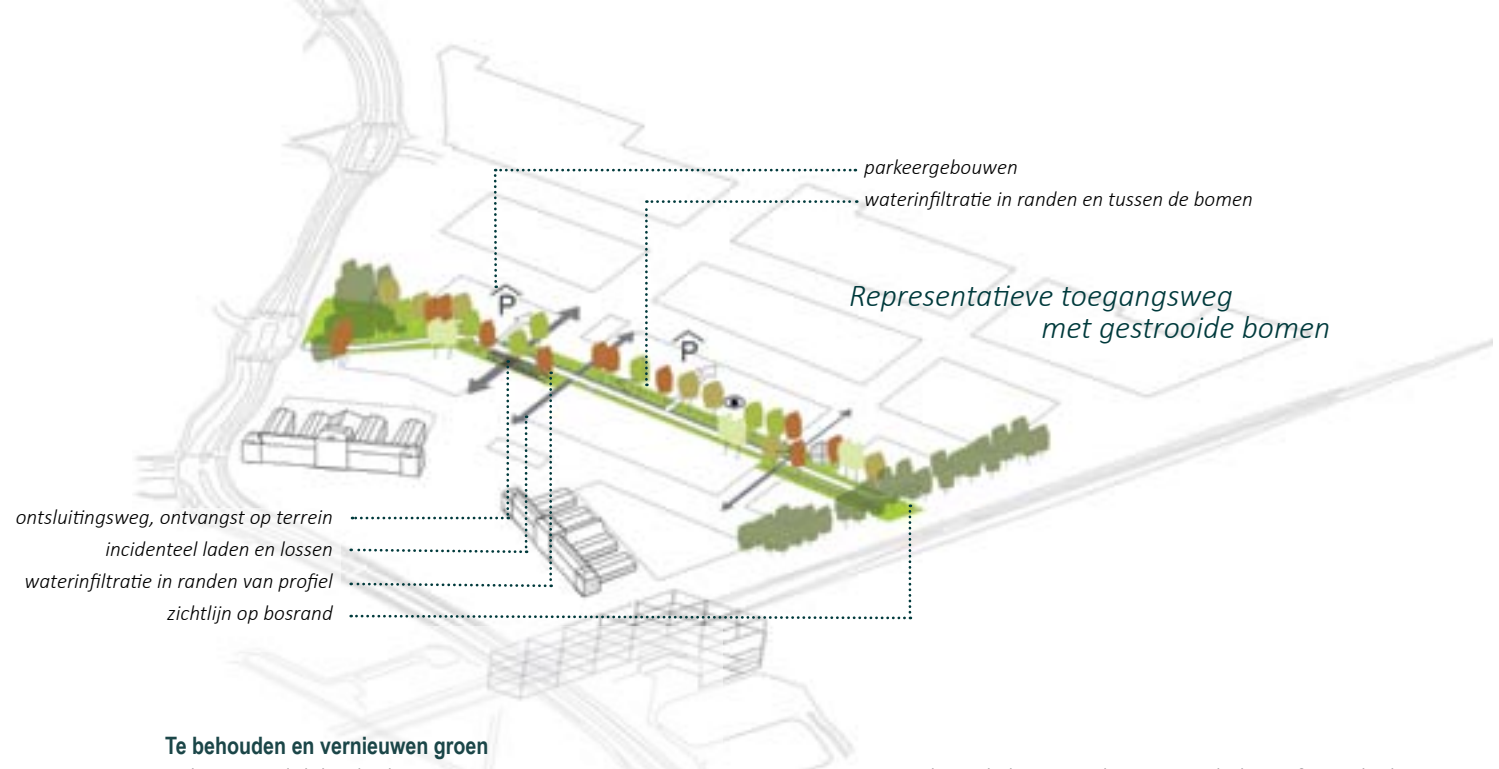 parkeergebouwen
waterinfiltratie in randen en tussen de bomen
Representatieve toegangsweg
met gestrooide bomen
P
P
ontsluitingsweg, ontvangst op terrein
incidenteel laden en lossen
waterinfiltratie in randen van profiel
zichtlijn op bosrand
Te behouden en vernieuwen groen